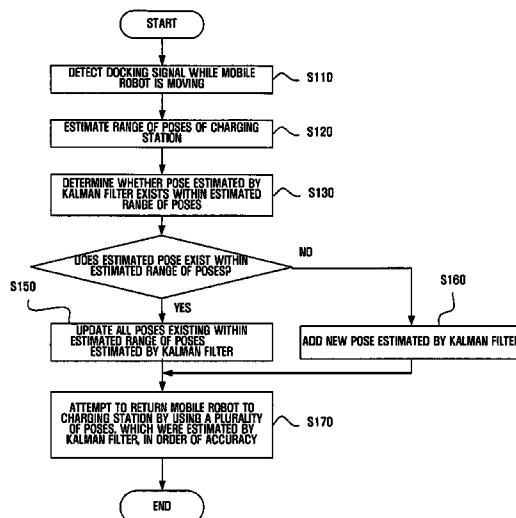 START
DETECT DOCKING SIGNAL WHILE MOBILE
ROBOT IS MOVING
S110
ESTIMATE RANGE OF POSES OF CHARGING
STATION
S120
DETERMINE WHETHER POSE ESTIMATED BY
KALMAN FILTER EXISTS WITHIN ESTIMATED
RANGE OF POSES
S130
DOES ESTIMATED POSE EXIST WITHIN
ESTIMATED RANGE OF POSES?
NO
YES
S150
UPDATE ALL POSES EXISTING WITHIN
ESTIMATED RANGE OF POSES
ESTIMATED BY KALMAN FILTER
S160
ADD NEW POSE ESTIMATED BY KALMAN FILTER
ATTEMPT TO RETURN MOBILE ROBOT TO
CHARGING STATION BY USING A PLURALITY
OF POSES, WHICH WERE ESTIMATED BY
KALMAN FILTER, IN ORDER OF ACCURACY
S170
END